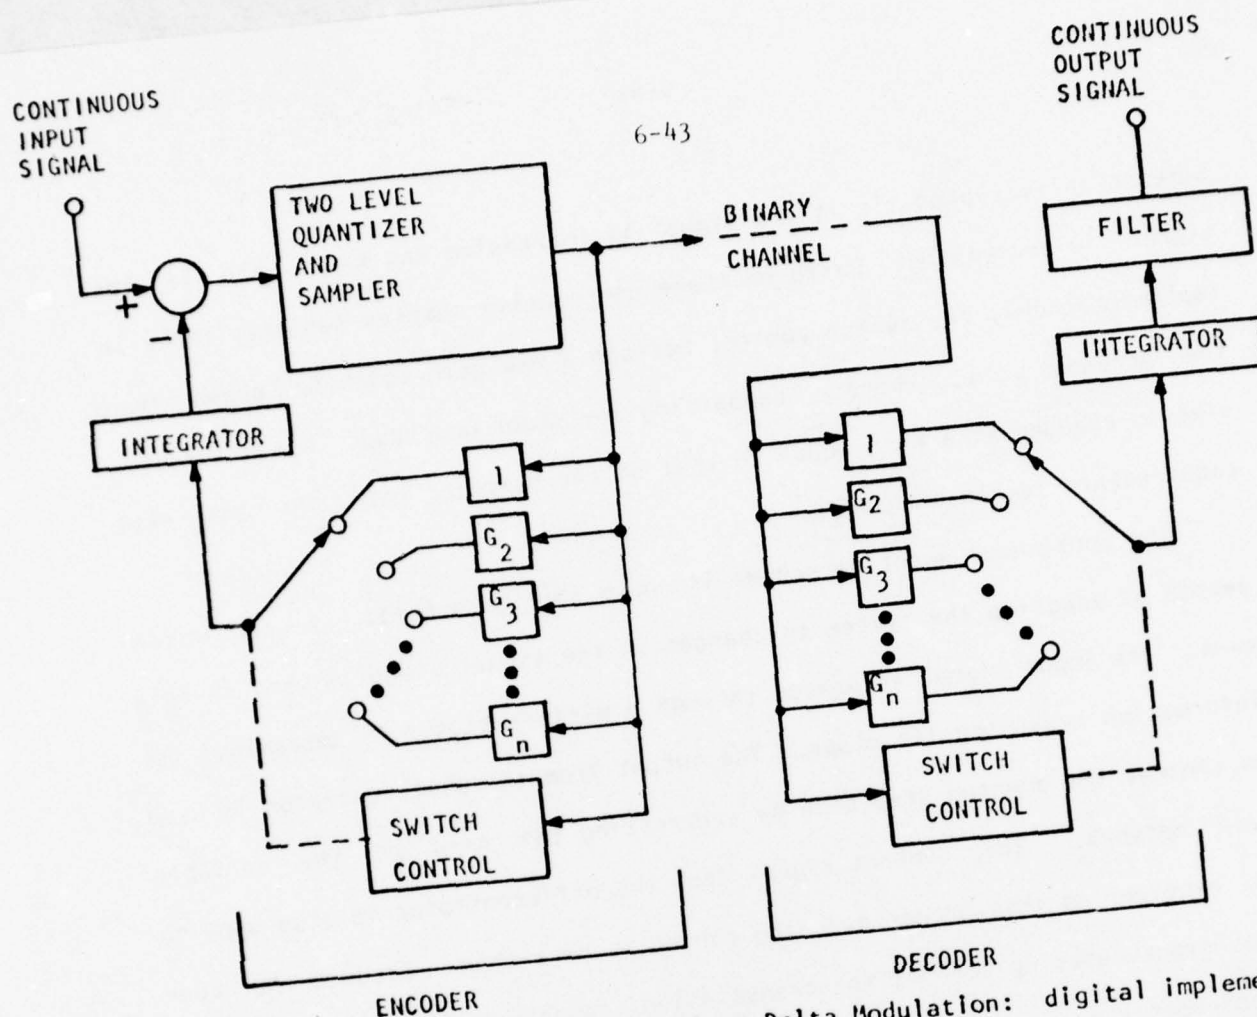 6-43
CONTINUOUS
INPUT
SIGNAL
+
−
TWO LEVEL
QUANTIZER
AND
SAMPLER
BINARY
CHANNEL
CONTINUOUS
OUTPUT
SIGNAL
FILTER
INTEGRATOR
INTEGRATOR
1
G2
G3
Gn
SWITCH
CONTROL
ENCODER
1
G2
G3
Gn
SWITCH
CONTROL
DECODER
Delta Modulation: digital